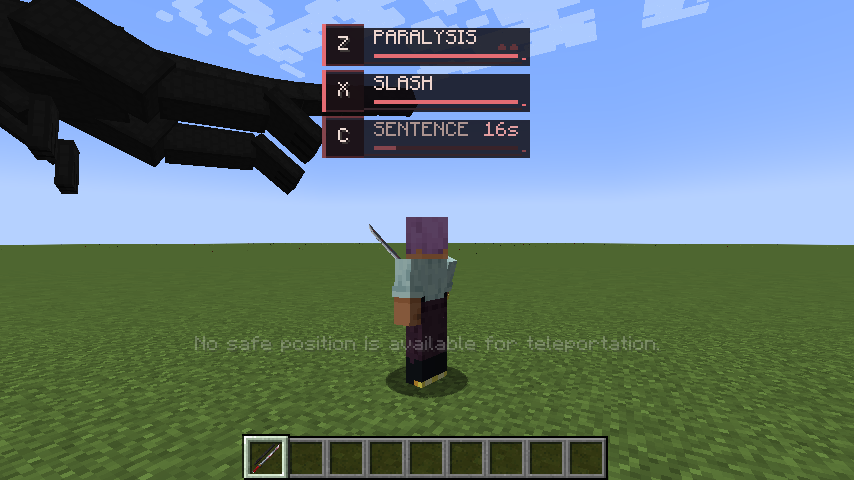 Z PARALYSIS
X SLASH
C SENTENCE 16s
No safe position is available for teleportation.